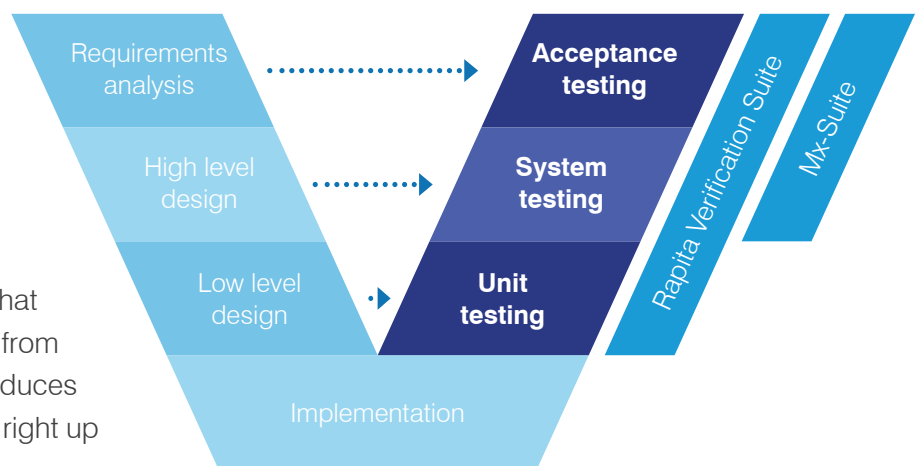 Requirements
analysis
Acceptance
testing
High level
design
System
testing
Low level
design
Unit
testing
Implementation
Rapita Verification Suite
Mx-Suite
hat
from
duces
right up